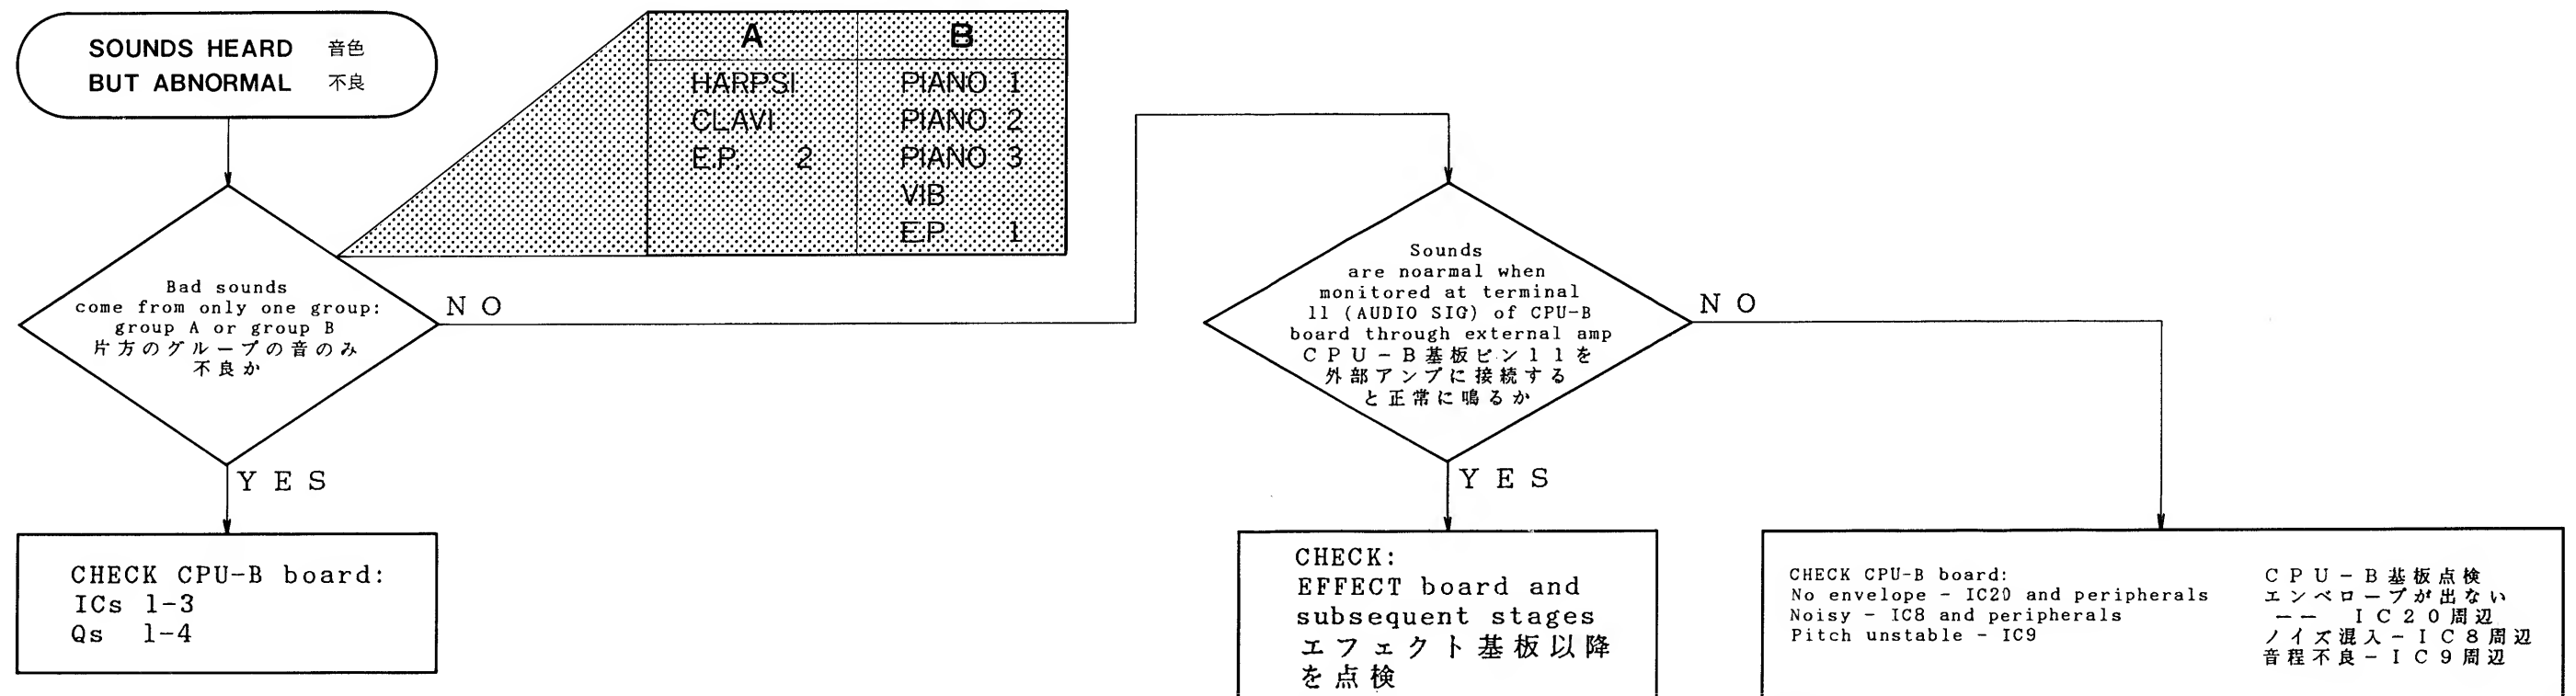 SOUNDS HEARD 音色
BUT ABNORMAL 不良
A B
HARPSI PIANO 1
CLAVI PIANO 2
E.P 2 PIANO 3
VIB
E.P 1
Bad sounds
come from only one group:
group A or group B
片方のグループの音のみ
不良か
NO
YES
CHECK CPU-B board:
ICs 1-3
Qs 1-4
Sounds
are noarmal when
monitored at terminal
11 (AUDIO SIG) of CPU-B
board through external amp
CPU-B基板ピン11を
外部アンプに接続する
と正常に鳴るか
NO
YES
CHECK:
EFFECT board and
subsequent stages
エフェクト基板以降
を点検
CHECK CPU-B board:
No envelope - IC20 and peripherals
Noisy - IC8 and peripherals
Pitch unstable - IC9
CPU-B基板点検
エンベロープが出ない
-- IC20周辺
ノイズ混入-IC8周辺
音程不良-IC9周辺